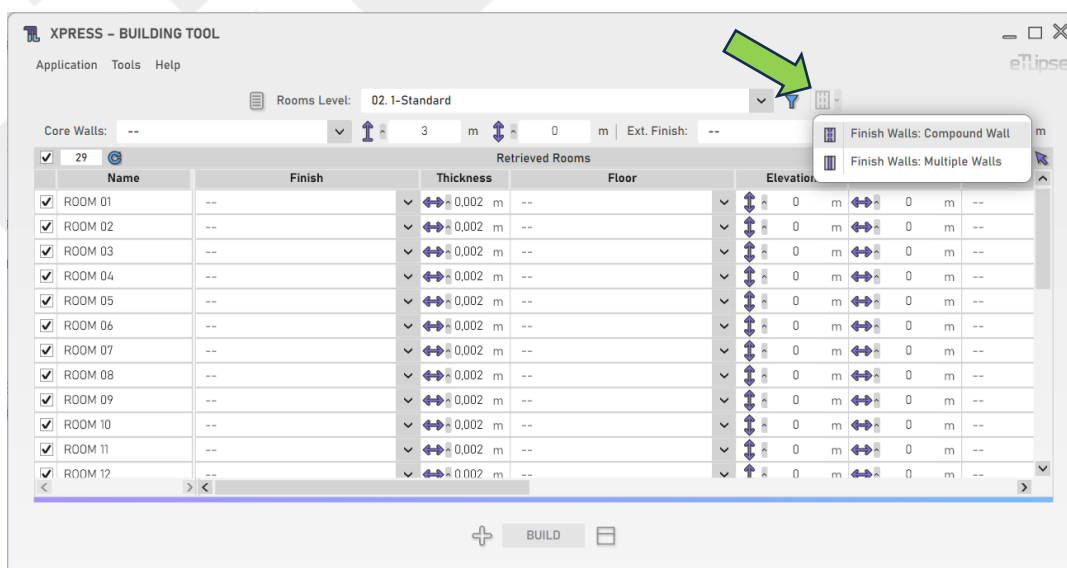 XPRESS – BUILDING TOOL
Application Tools Help
eTLipse
Rooms Level: 02. 1-Standard
Core Walls: -- 3 m 0 m | Ext. Finish: -- m
Finish Walls: Compound Wall
Finish Walls: Multiple Walls
29 Retrieved Rooms
Name Finish Thickness Floor Elevation
ROOM 01 -- 0,002 m -- 0 m 0 m --
ROOM 02 -- 0,002 m -- 0 m 0 m --
ROOM 03 -- 0,002 m -- 0 m 0 m --
ROOM 04 -- 0,002 m -- 0 m 0 m --
ROOM 05 -- 0,002 m -- 0 m 0 m --
ROOM 06 -- 0,002 m -- 0 m 0 m --
ROOM 07 -- 0,002 m -- 0 m 0 m --
ROOM 08 -- 0,002 m -- 0 m 0 m --
ROOM 09 -- 0,002 m -- 0 m 0 m --
ROOM 10 -- 0,002 m -- 0 m 0 m --
ROOM 11 -- 0,002 m -- 0 m 0 m --
ROOM 12 -- 0,002 m -- 0 m 0 m --
BUILD